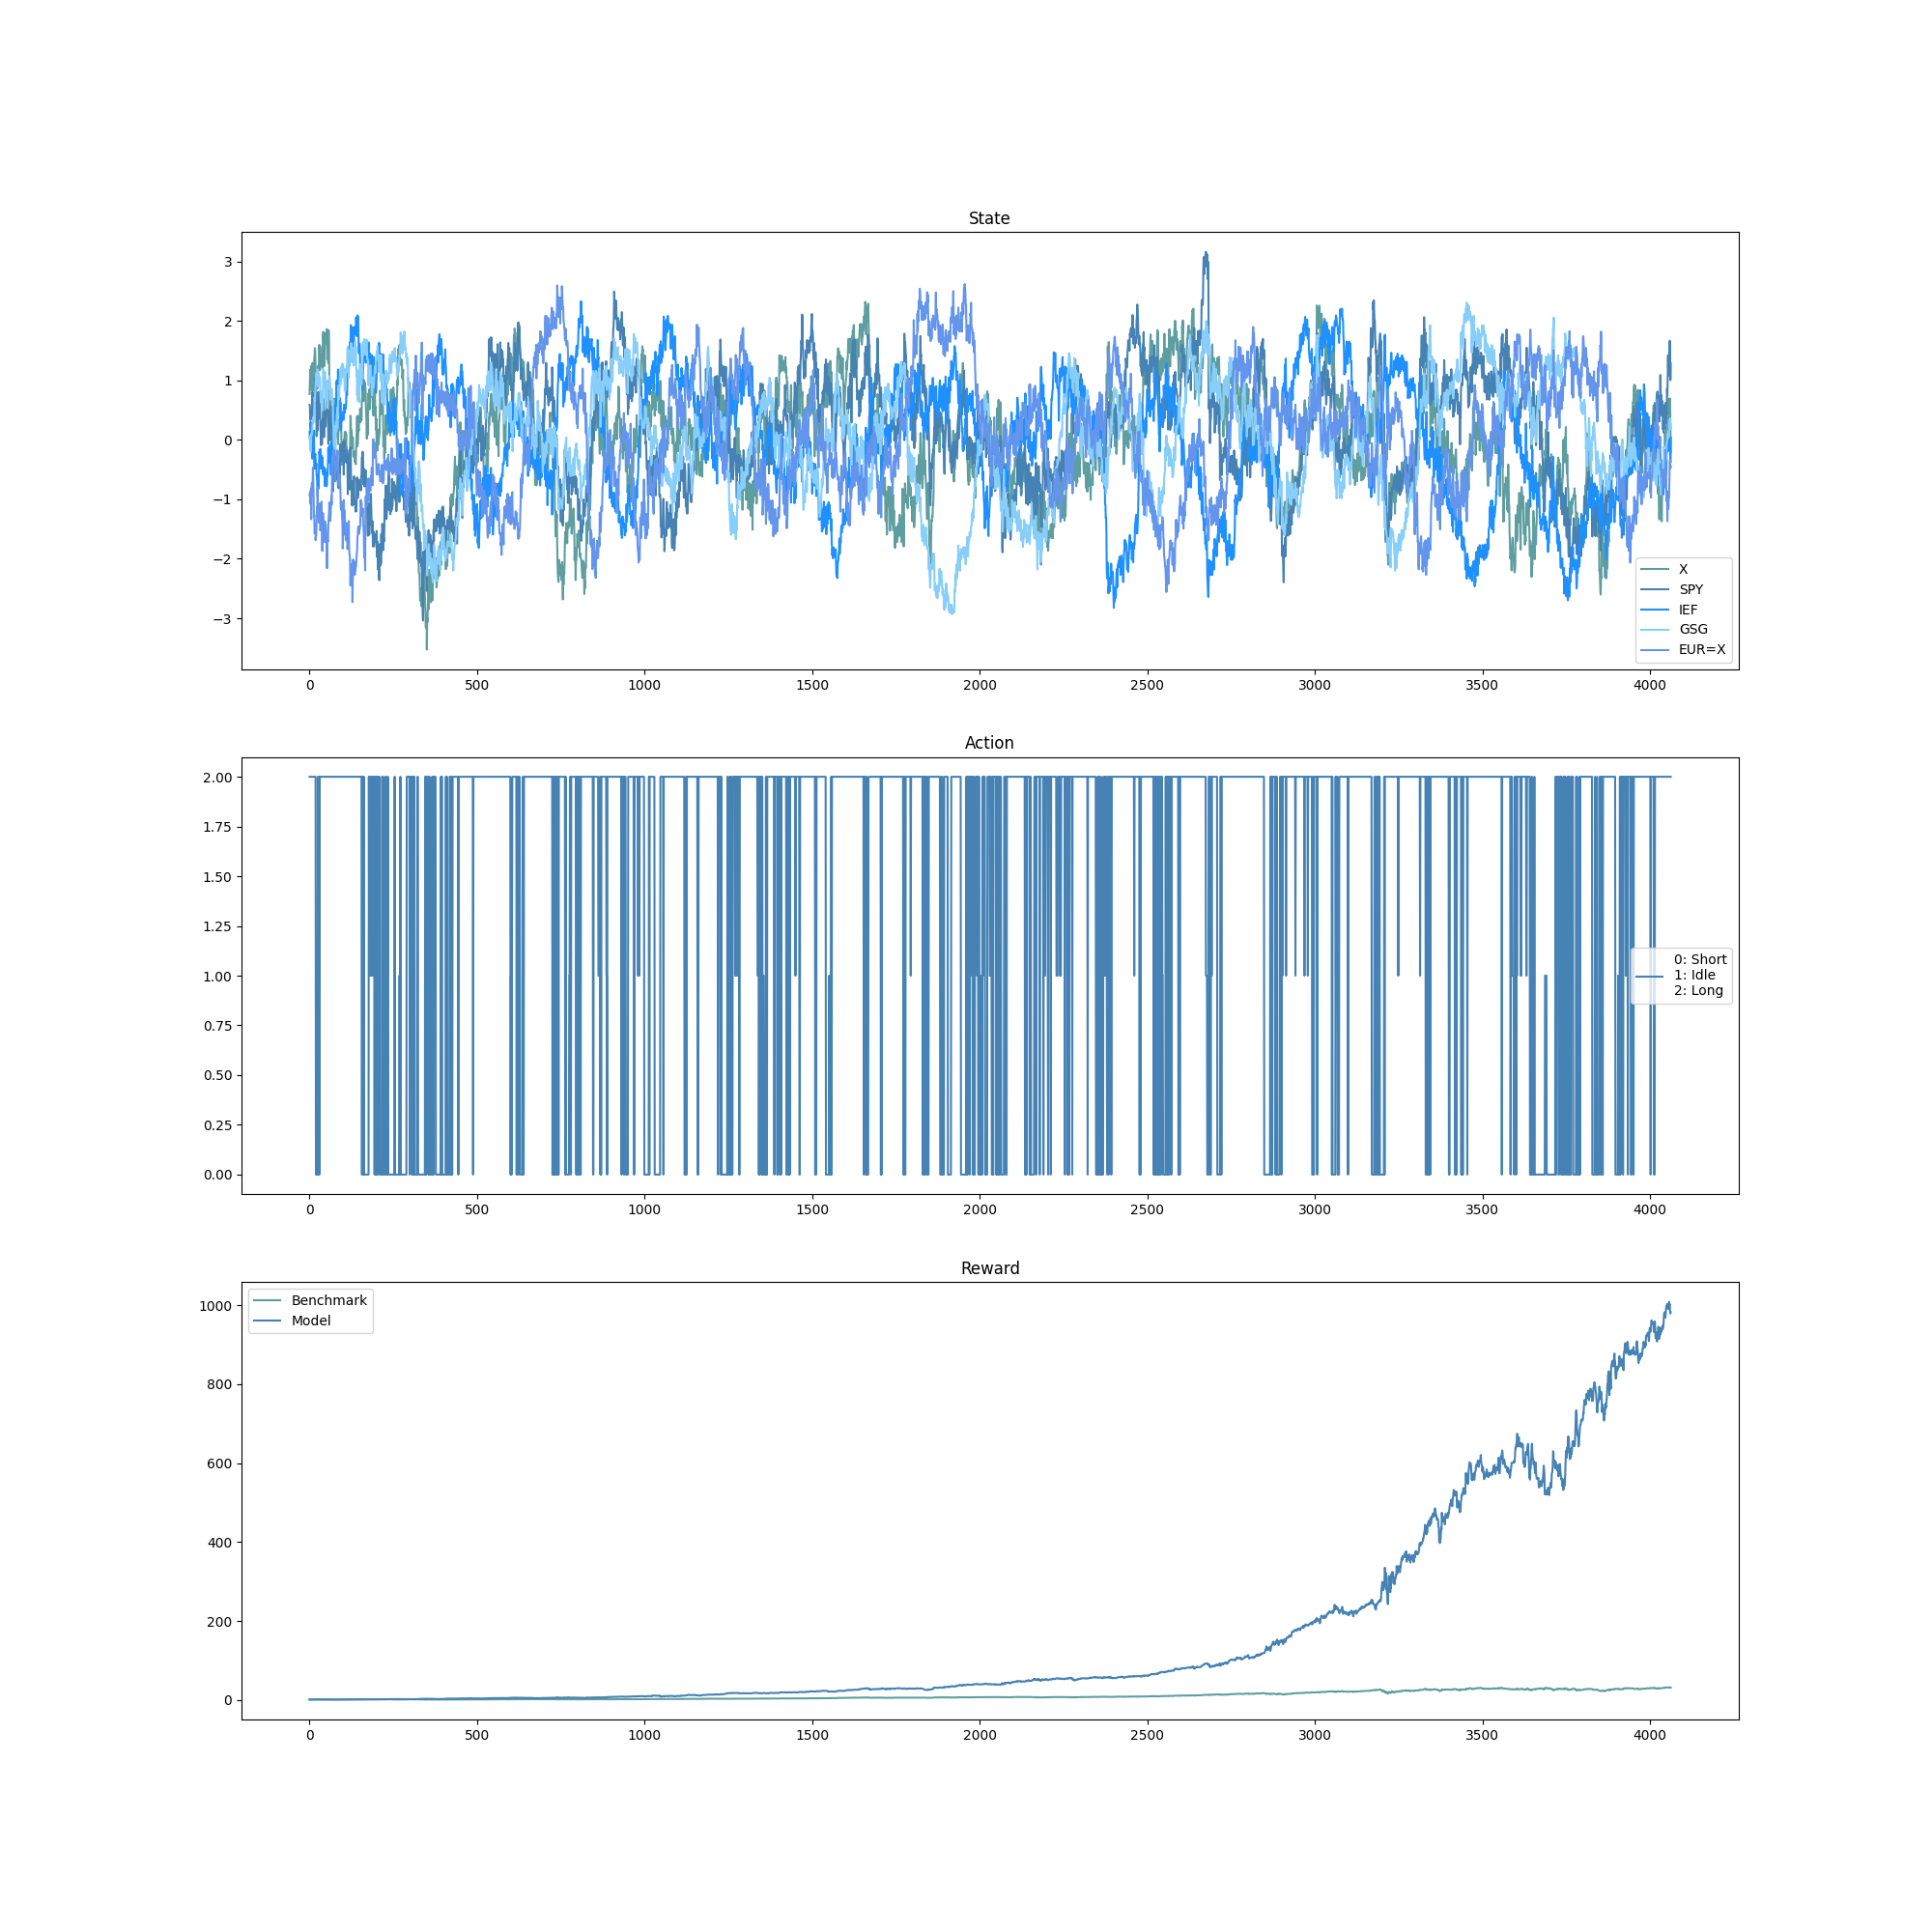 State
3
2
1
0
−1
−2
−3
X
SPY
IEF
GSG
EUR=X
0 500 1000 1500 2000 2500 3000 3500 4000
Action
2.00
1.75
1.50
1.25
1.00
0.75
0.50
0.25
0.00
0: Short
1: Idle
2: Long
0 500 1000 1500 2000 2500 3000 3500 4000
Reward
Benchmark
Model
1000
800
600
400
200
0
0 500 1000 1500 2000 2500 3000 3500 4000